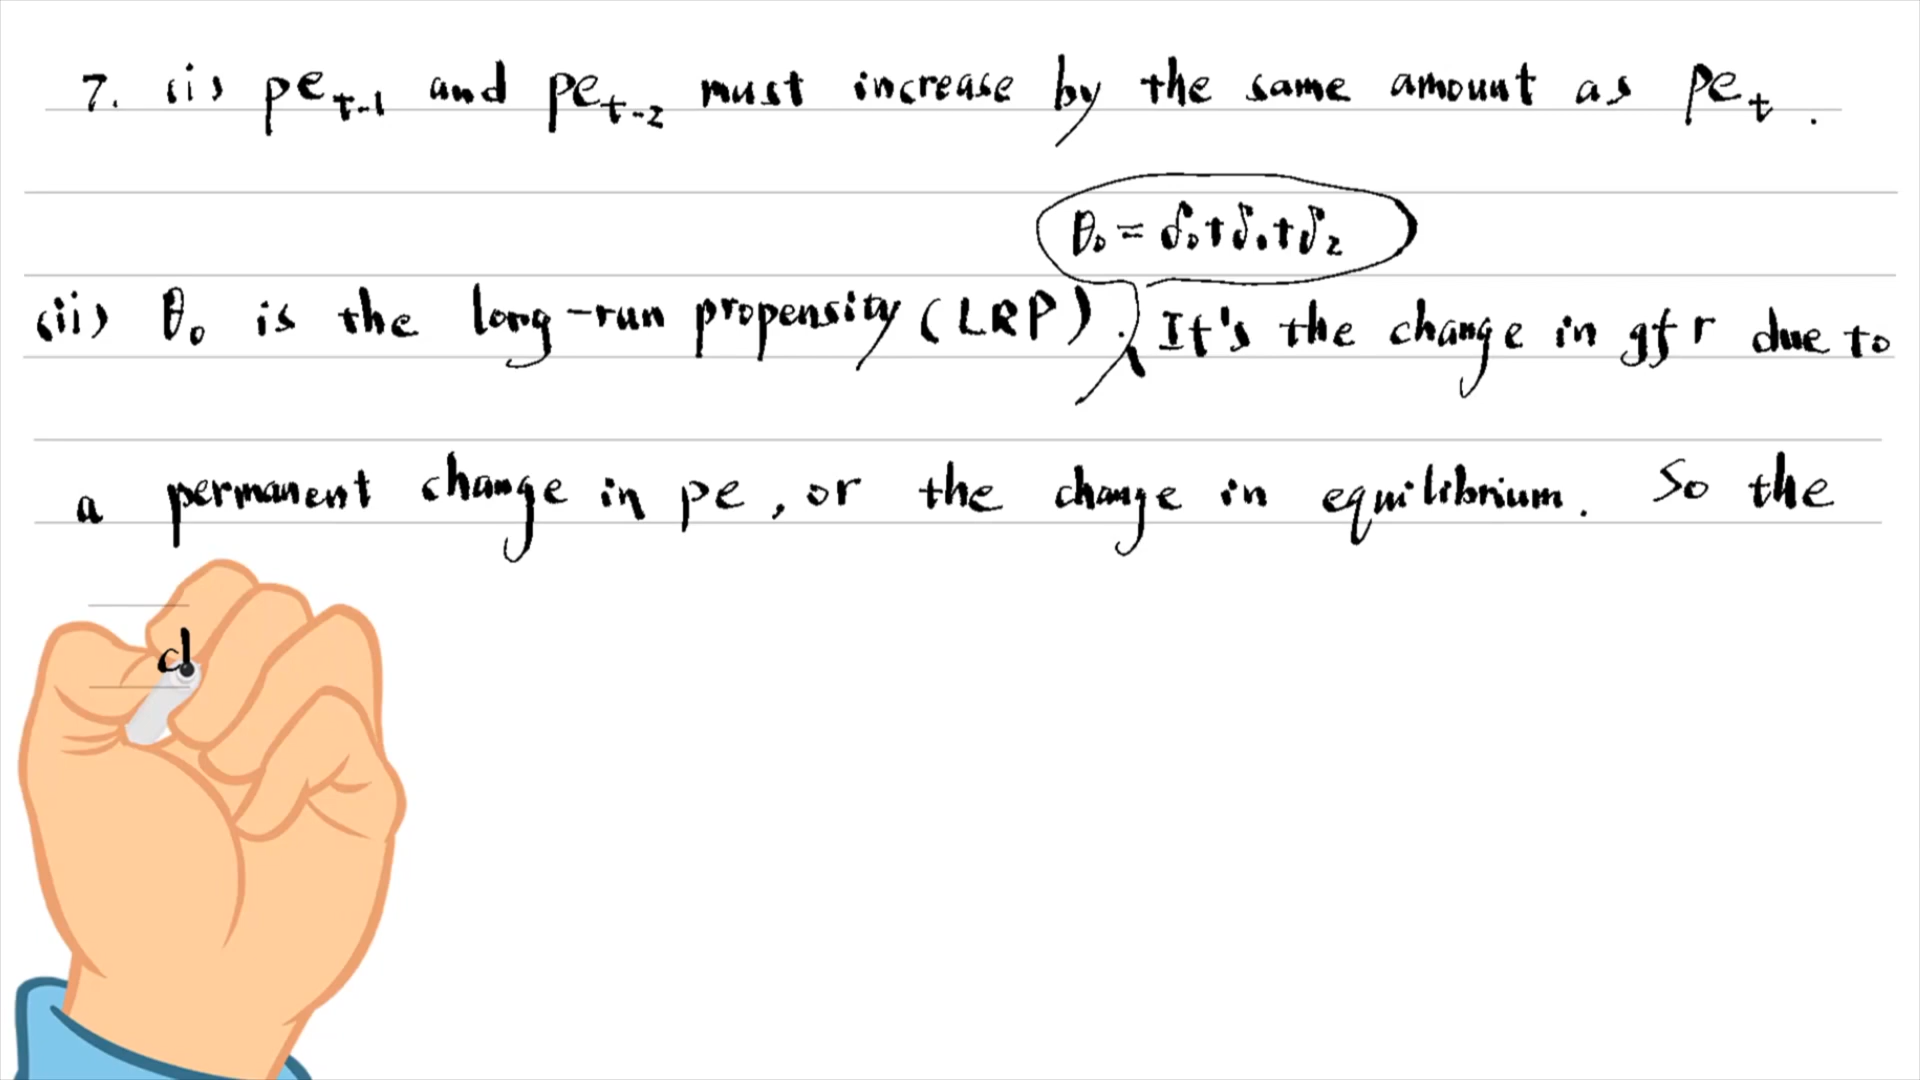 7. (i) pe_{t-1} and pe_{t-2} must increase by the same amount as pe_t.
θ₀ = δ₀+δ₁+δ₂
(ii) θ₀ is the long-run propensity (LRP). It's the change in gfr due to
a permanent change in pe, or the change in equilibrium. So the
d